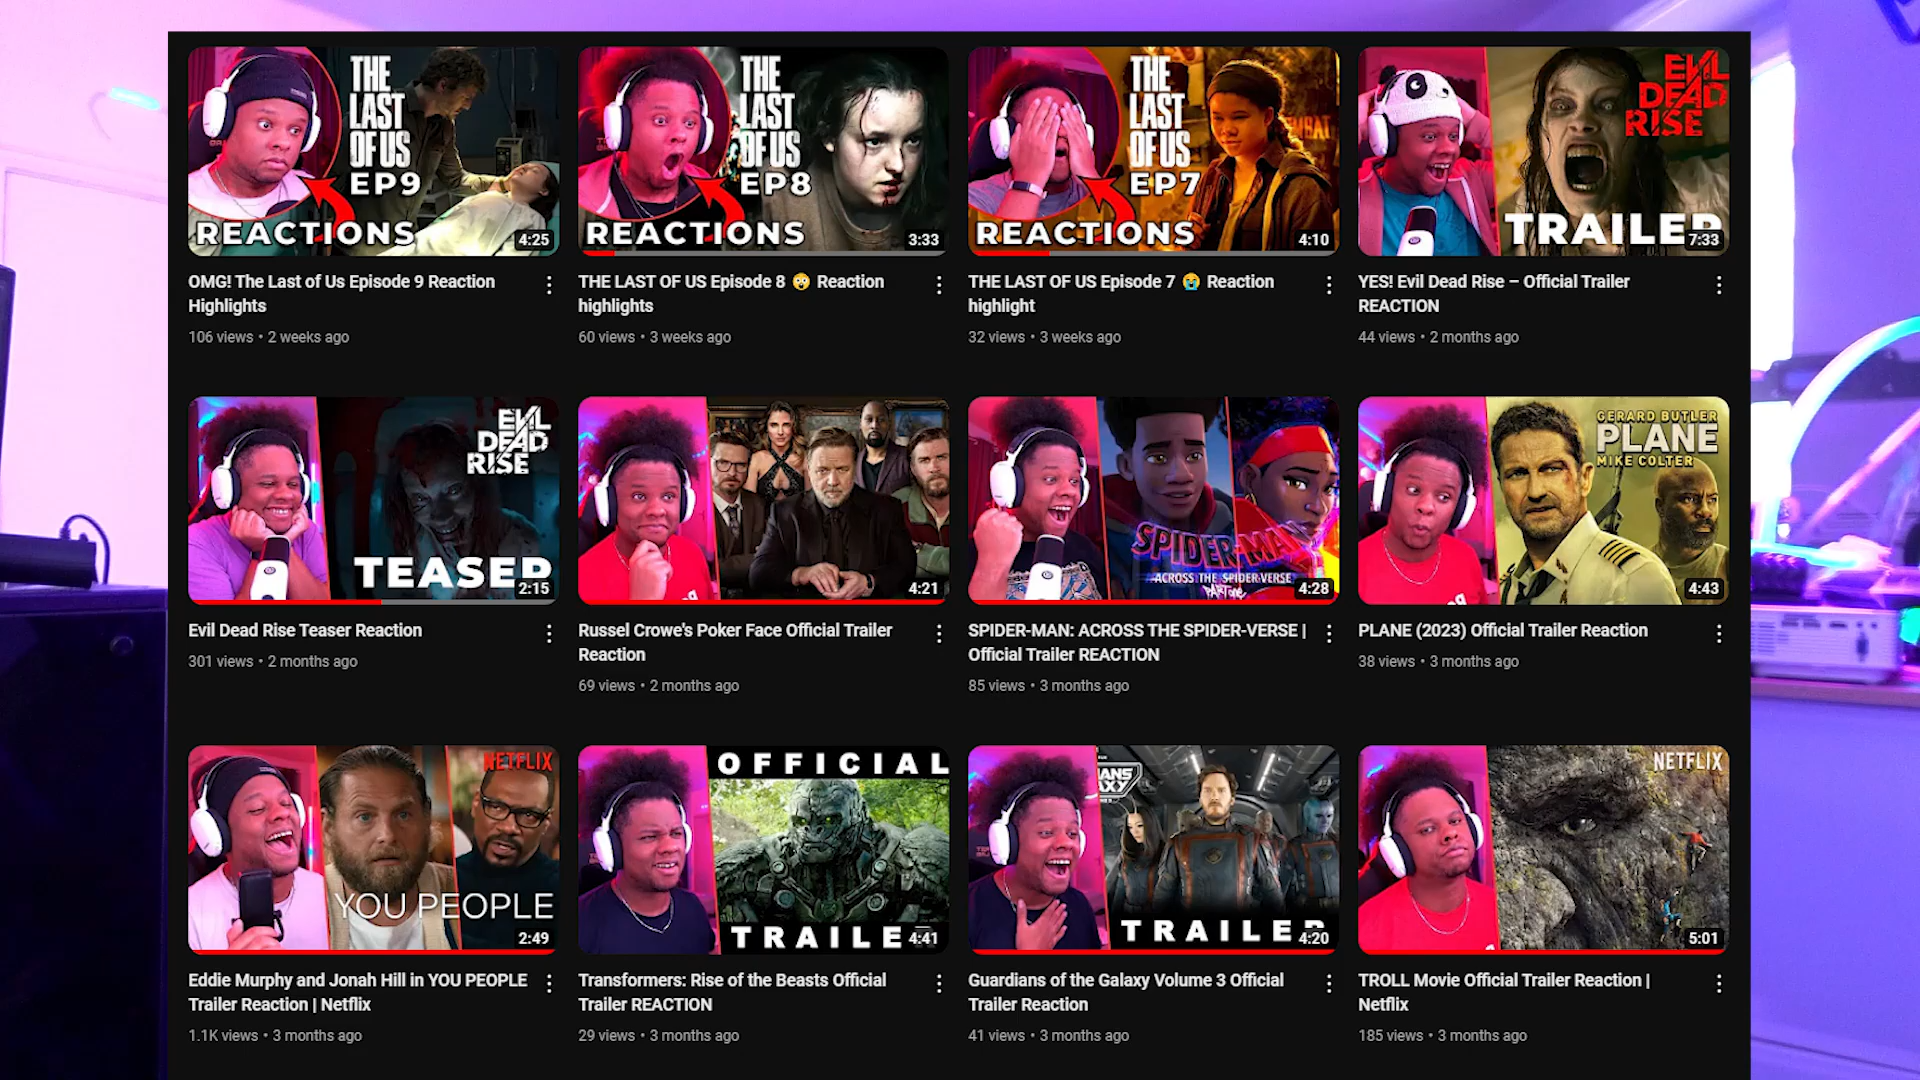 THE
LAST
OF US
EP9
REACTIONS
4:25
OMG! The Last of Us Episode 9 Reaction
Highlights
106 views • 2 weeks ago
THE
LAST
OF US
EP8
REACTIONS
3:33
THE LAST OF US Episode 8 😲 Reaction
highlights
60 views • 3 weeks ago
THE
LAST
OF US
EP7
REACTIONS
4:10
THE LAST OF US Episode 7 😭 Reaction
highlight
32 views • 3 weeks ago
EVIL
DEAD
RISE
TRAILER
7:33
YES! Evil Dead Rise – Official Trailer
REACTION
44 views • 2 months ago
EVIL
DEAD
RISE
TEASER
2:15
Evil Dead Rise Teaser Reaction
301 views • 2 months ago
4:21
Russel Crowe's Poker Face Official Trailer
Reaction
69 views • 2 months ago
SPIDER-MAN
ACROSS THE SPIDER-VERSE
PART One
4:28
SPIDER-MAN: ACROSS THE SPIDER-VERSE |
Official Trailer REACTION
85 views • 3 months ago
GERARD BUTLER
PLANE
MIKE COLTER
4:43
PLANE (2023) Official Trailer Reaction
38 views • 3 months ago
NETFLIX
YOU PEOPLE
2:49
Eddie Murphy and Jonah Hill in YOU PEOPLE
Trailer Reaction | Netflix
1.1K views • 3 months ago
OFFICIAL
TRAILER
4:41
Transformers: Rise of the Beasts Official
Trailer REACTION
29 views • 3 months ago
TRAILER
4:20
Guardians of the Galaxy Volume 3 Official
Trailer Reaction
41 views • 3 months ago
NETFLIX
5:01
TROLL Movie Official Trailer Reaction |
Netflix
185 views • 3 months ago